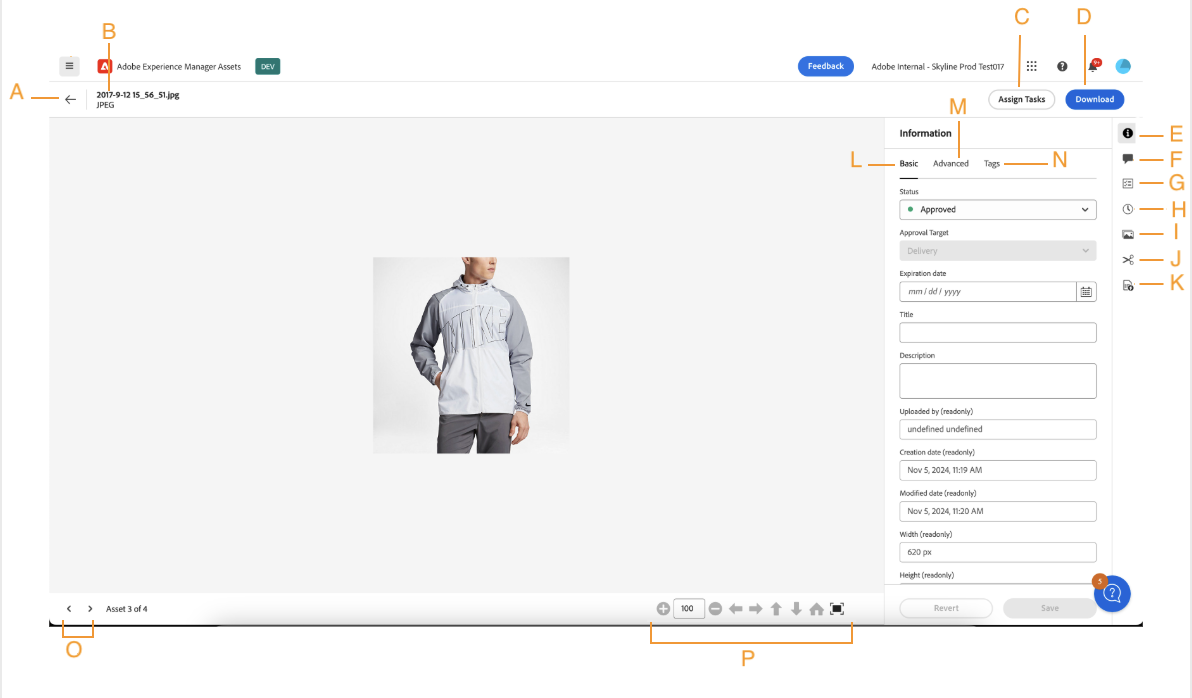 B
C
D
Adobe Experience Manager Assets
DEV
Feedback
Adobe Internal - Skyline Prod Test017
9+
A
2017-9-12 15_56_51.jpg
JPEG
Assign Tasks
Download
M
Information
E
L
Basic
Advanced
Tags
N
F
G
H
I
J
K
Status
Approved
Approval Target
Delivery
Expiration date
mm / dd / yyyy
Title
Description
Uploaded by (readonly)
undefined undefined
Creation date (readonly)
Nov 5, 2024, 11:19 AM
Modified date (readonly)
Nov 5, 2024, 11:20 AM
Width (readonly)
620 px
Height (readonly)
5
Asset 3 of 4
100
Revert
Save
O
P